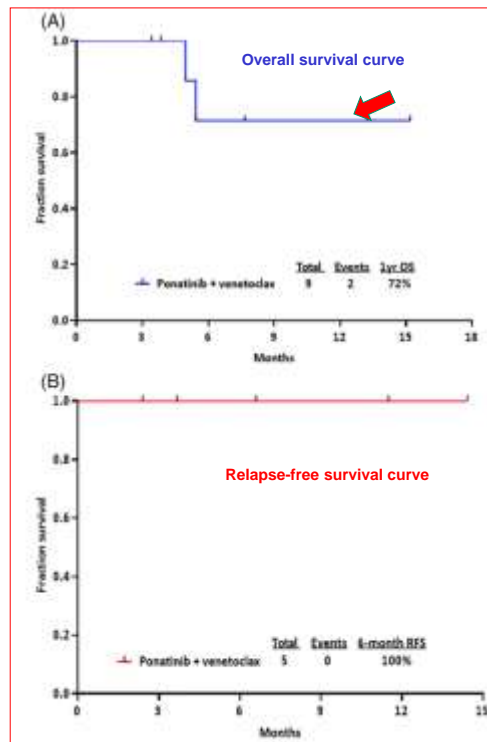 (A)
Overall survival curve
1.0
0.8
0.6
0.4
0.2
0.0
Fraction survival
Total Events 1yr OS
Ponatinib + venetoclax 9 2 72%
0 3 6 9 12 15 18
Months
(B)
1.0
0.8
0.6
0.4
0.2
0.0
Fraction survival
Relapse-free survival curve
Total Events 6-month RFS
Ponatinib + venetoclax 5 0 100%
0 3 6 9 12 15
Months